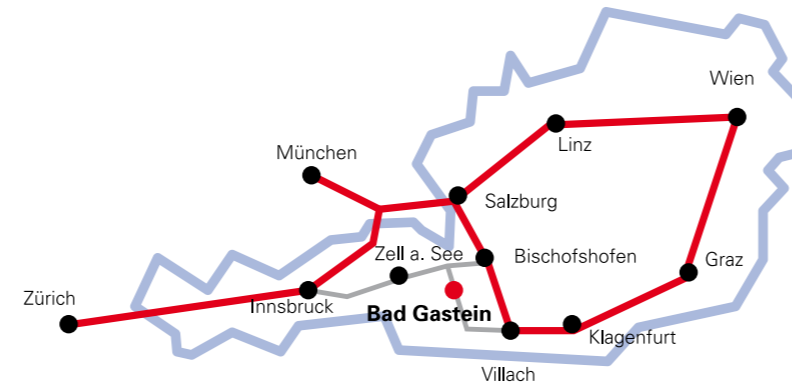 Wien
Linz
München
Salzburg
Zell a. See
Bischofshofen
Graz
Zürich
Innsbruck
Bad Gastein
Klagenfurt
Villach